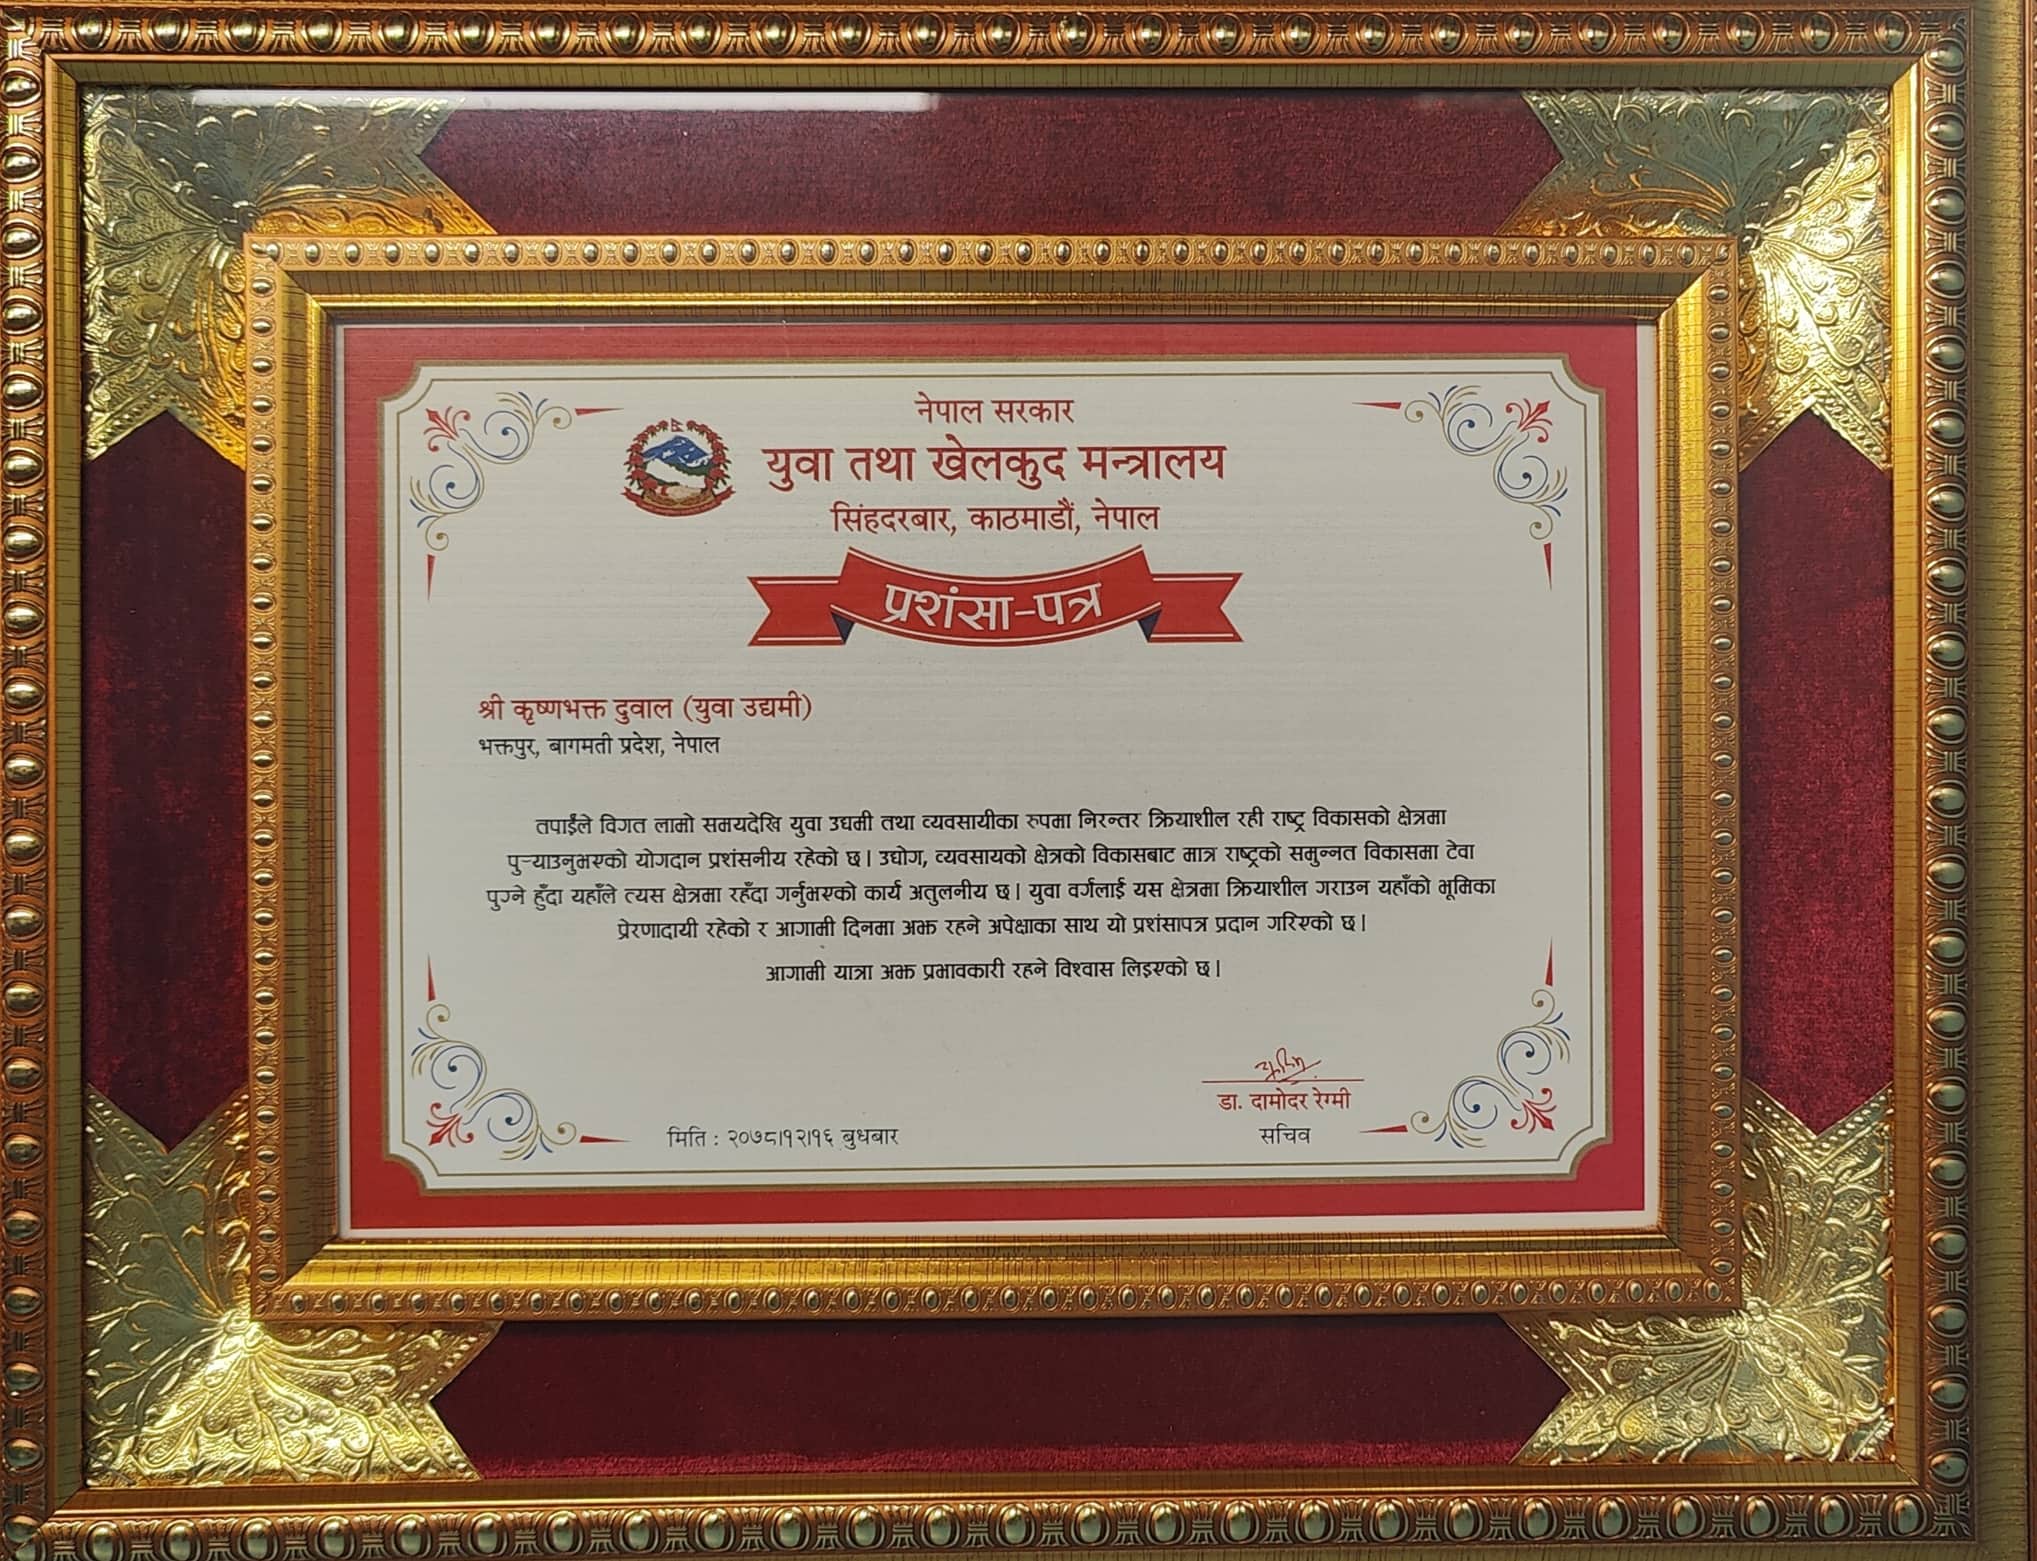 नेपाल सरकार
युवा तथा खेलकुद मन्त्रालय
सिंहदरबार, काठमाडौं, नेपाल
प्रशंसा-पत्र
श्री कृष्णभक्त दुवाल (युवा उद्यमी)
भक्तपुर, बागमती प्रदेश, नेपाल
तपाईंले विगत लामो समयदेखि युवा उद्यमी तथा व्यवसायीका रुपमा निरन्तर क्रियाशील रही राष्ट्र विकासको क्षेत्रमा
पुर्‍याउनुभएको योगदान प्रशंसनीय रहेको छ। उद्योग, व्यवसायको क्षेत्रको विकासबाट मात्र राष्ट्रको समुन्नत विकासमा टेवा
पुग्ने हुँदा यहाँले त्यस क्षेत्रमा रहँदा गर्नुभएको कार्य अतुलनीय छ। युवा वर्गलाई यस क्षेत्रमा क्रियाशील गराउन यहाँको भूमिका
प्रेरणादायी रहेको र आगामी दिनमा अझ रहने अपेक्षाका साथ यो प्रशंसापत्र प्रदान गरिएको छ।
आगामी यात्रा अझ प्रभावकारी रहने विश्वास लिइएको छ।
डा. दामोदर रेग्मी
सचिव
मिति : २०७८।१२।१६ बुधबार